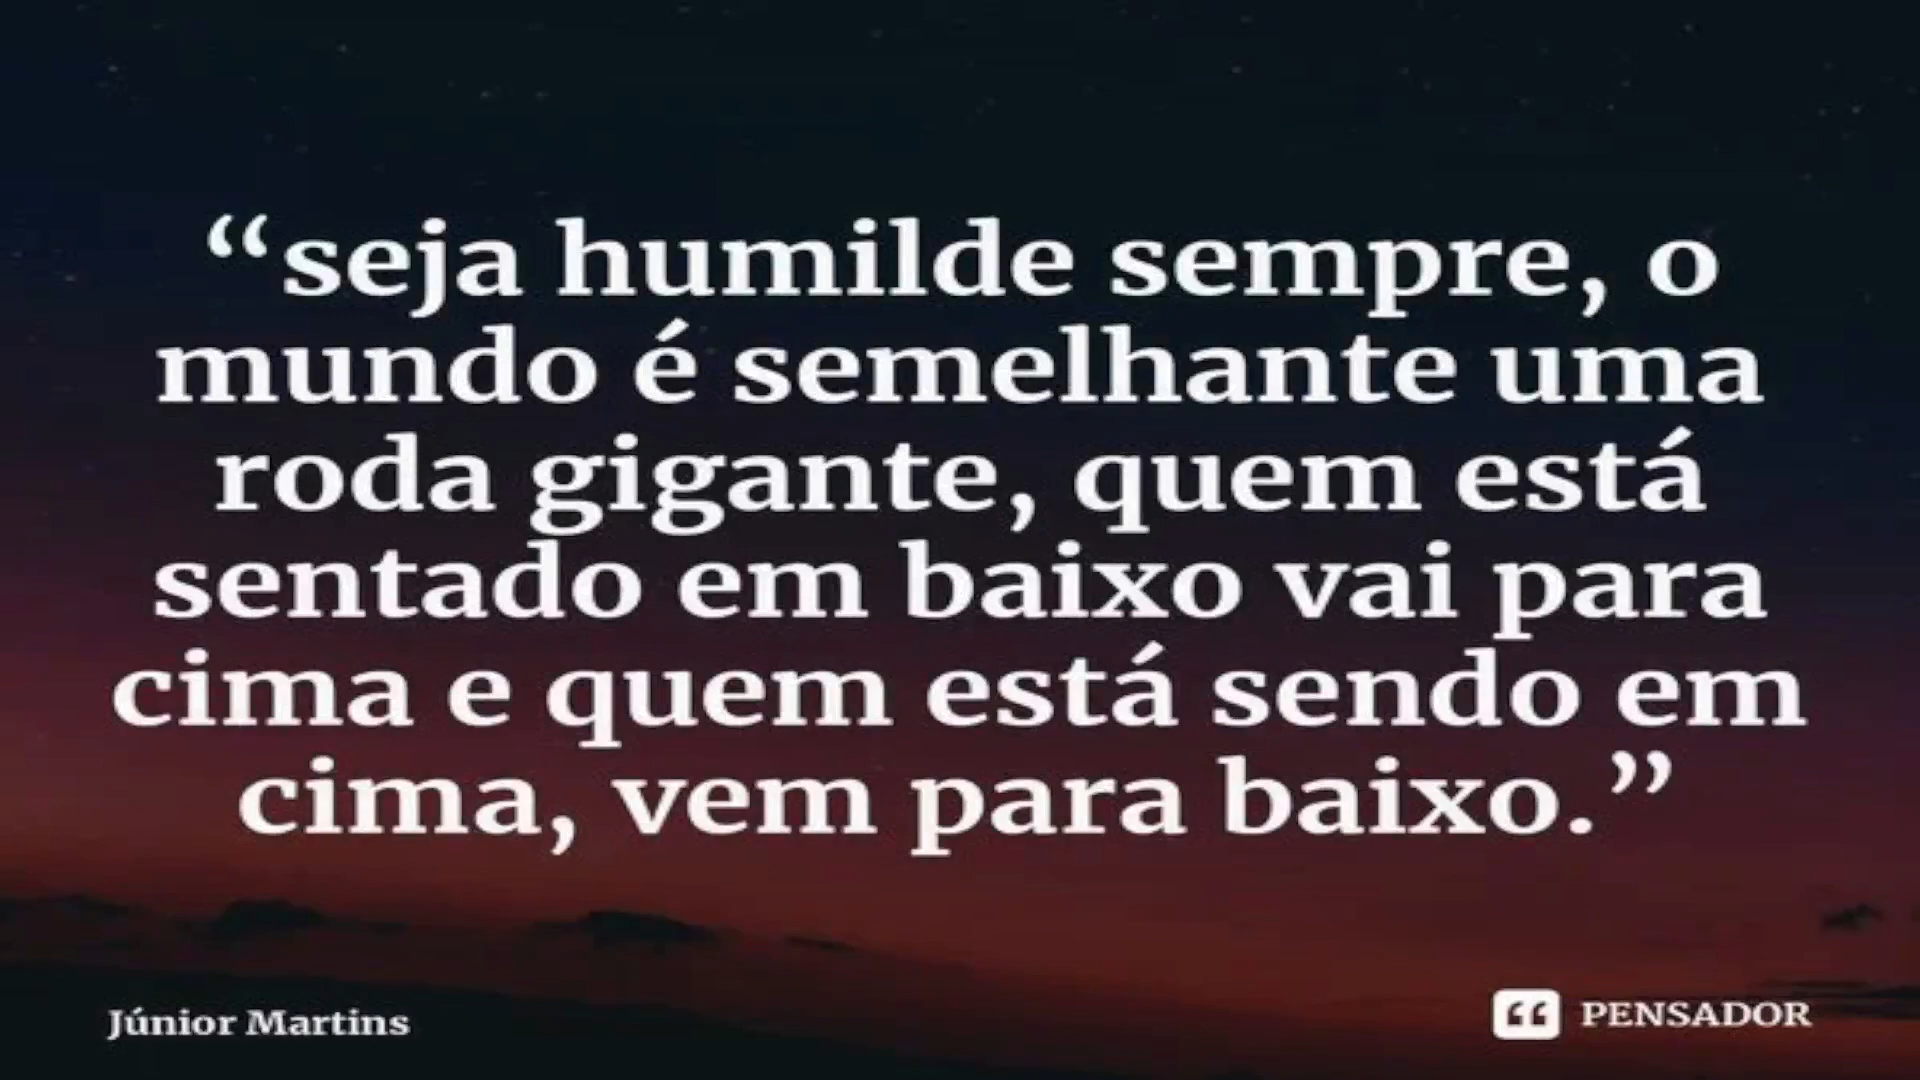 “seja humilde sempre, o
mundo é semelhante uma
roda gigante, quem está
sentado em baixo vai para
cima e quem está sendo em
cima, vem para baixo.”
Júnior Martins
PENSADOR